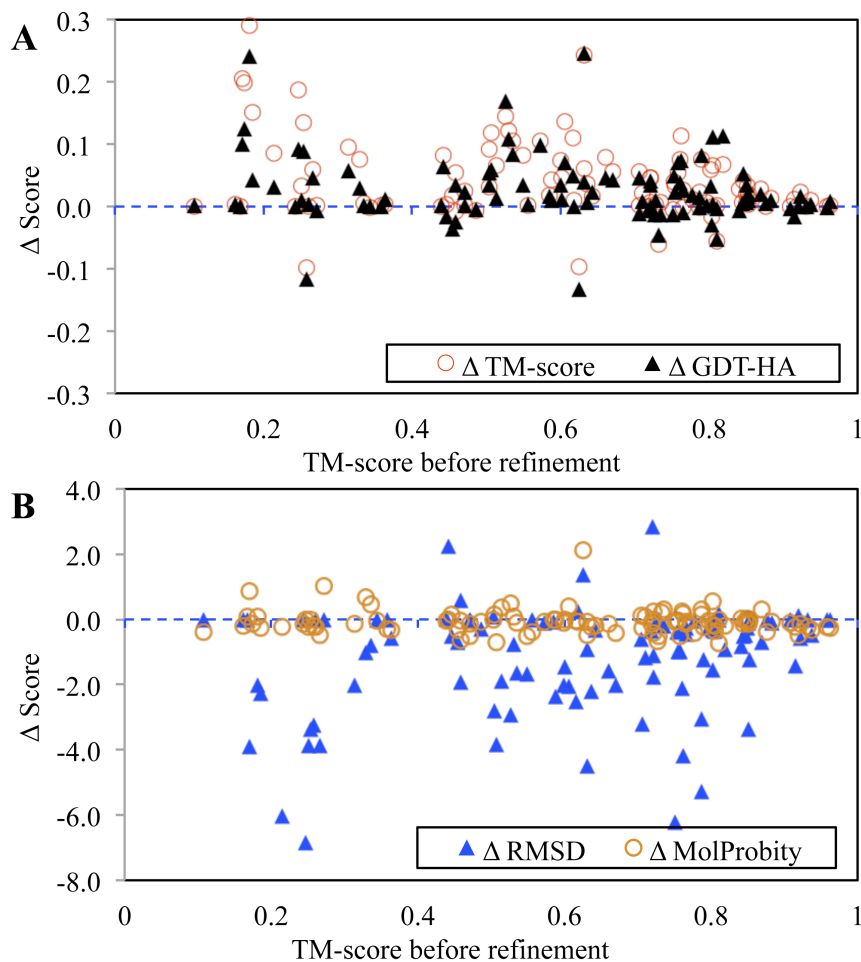 A
Δ Score
0.3
0.2
0.1
0.0
-0.1
-0.2
-0.3
Δ TM-score Δ GDT-HA
0 0.2 0.4 0.6 0.8 1
TM-score before refinement
B
Δ Score
4.0
2.0
0.0
-2.0
-4.0
-6.0
-8.0
Δ RMSD Δ MolProbity
0 0.2 0.4 0.6 0.8 1
TM-score before refinement